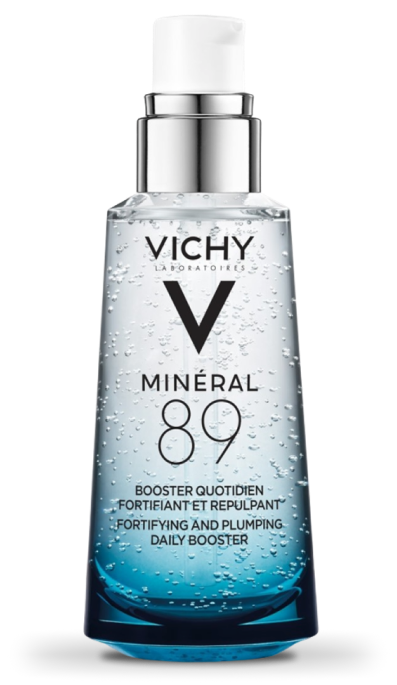 VICHY
LABORATOIRES
V
MINÉRAL
89
BOOSTER QUOTIDIEN
FORTIFIANT ET REPULPANT
FORTIFYING AND PLUMPING
DAILY BOOSTER